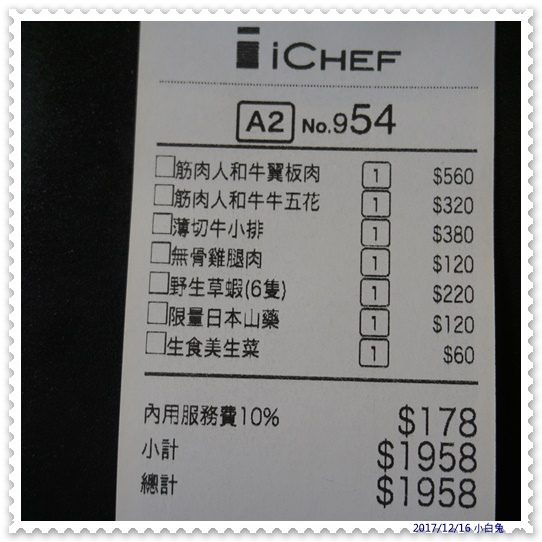 iCHEF
A2 No.954
筋肉人和牛翼板肉 1 $560
筋肉人和牛牛五花 1 $320
薄切牛小排 1 $380
無骨雞腿肉 1 $120
野生草蝦(6隻) 1 $220
限量日本山藥 1 $120
生食美生菜 1 $60
內用服務費10% $178
小計 $1958
總計 $1958
2017/12/16 小白兔